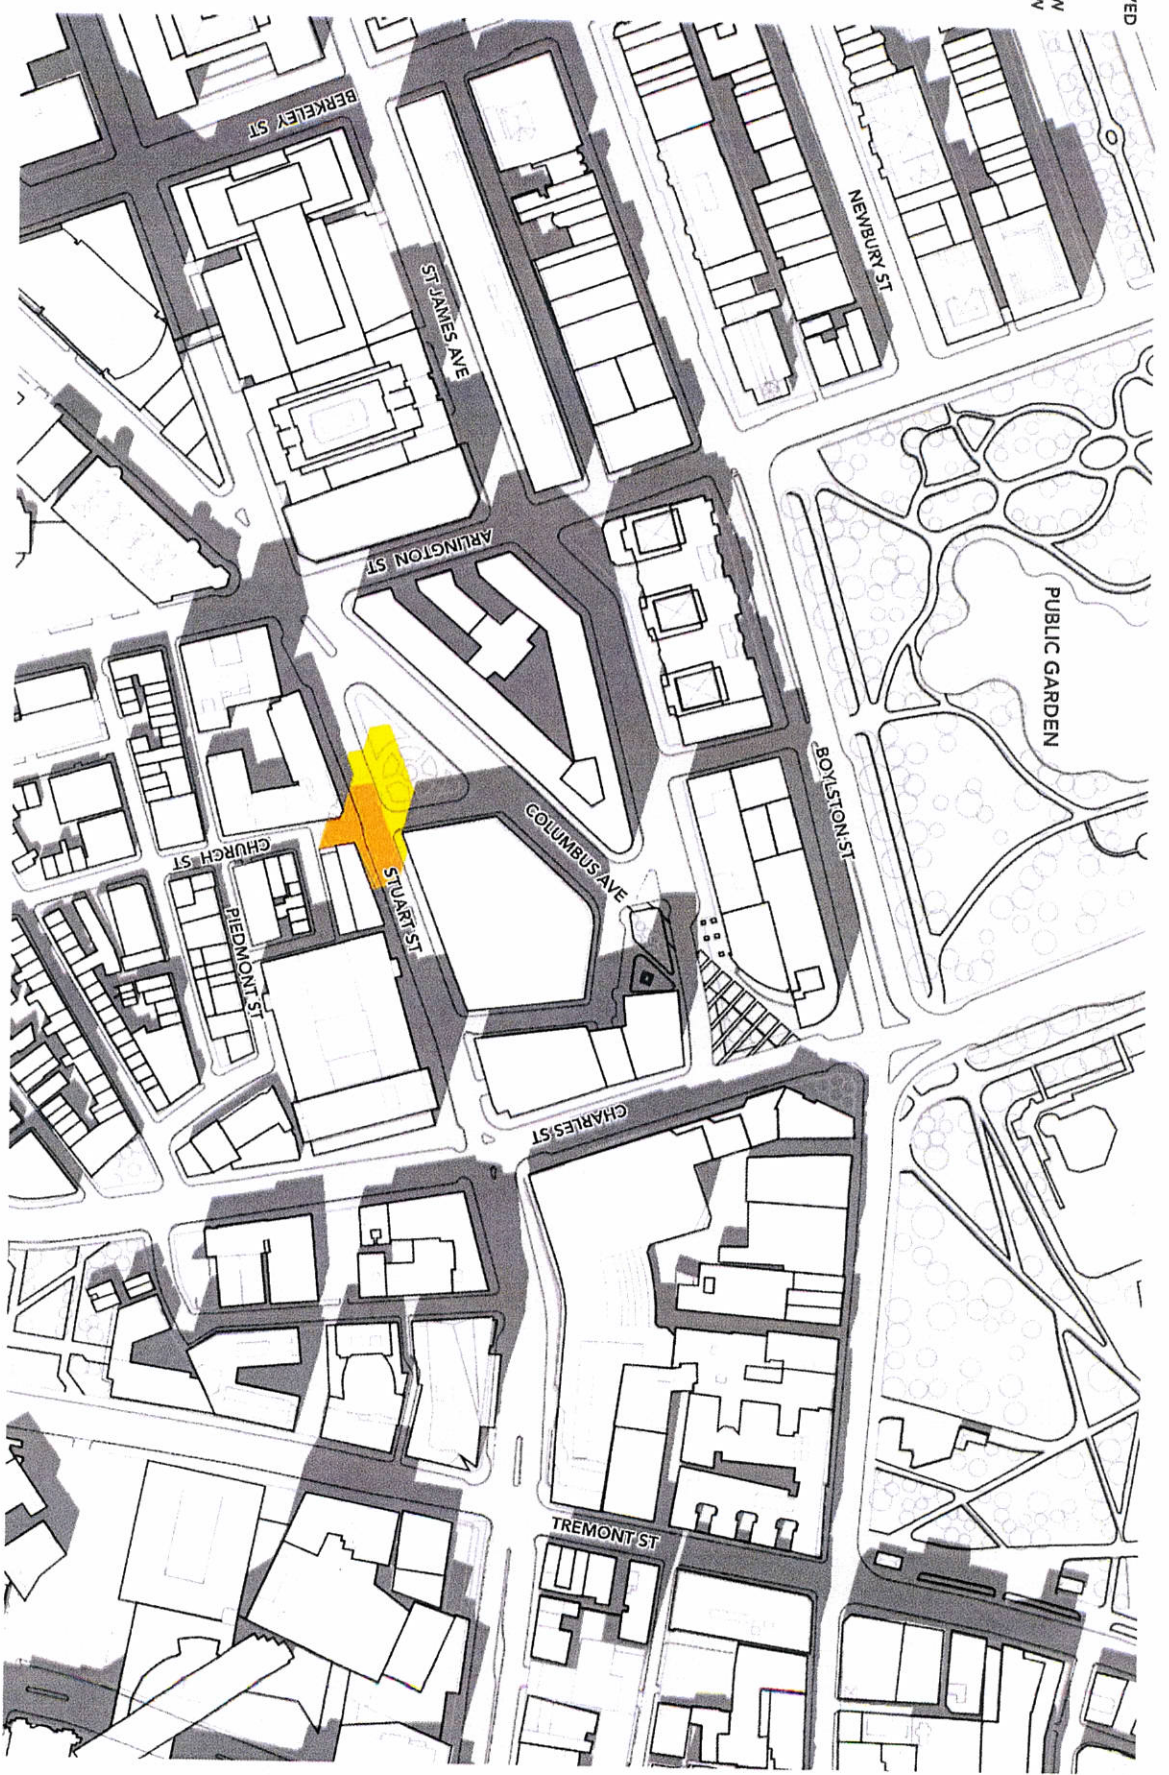 VED
W
W
BERKELEY ST
NEWBURY ST
ST JAMES AVE
ARLINGTON ST
PUBLIC GARDEN
BOYLSTON ST
COLUMBUS AVE
CHURCH ST
STUART ST
PIEDMONT ST
CHARLES ST
TREMONT ST